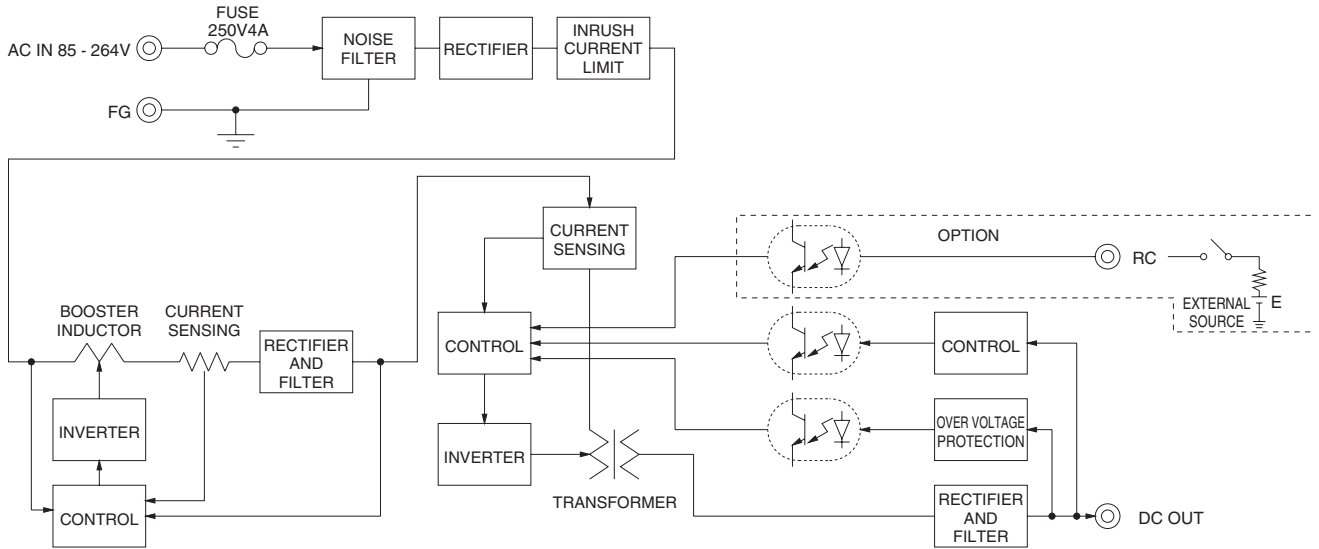 FUSE
250V4A
AC IN 85 - 264V
NOISE
FILTER
RECTIFIER
INRUSH
CURRENT
LIMIT
FG
CURRENT
SENSING
OPTION
RC
E
EXTERNAL
SOURCE
BOOSTER
INDUCTOR
CURRENT
SENSING
RECTIFIER
AND
FILTER
CONTROL
CONTROL
INVERTER
OVER VOLTAGE
PROTECTION
INVERTER
TRANSFORMER
CONTROL
RECTIFIER
AND
FILTER
DC OUT